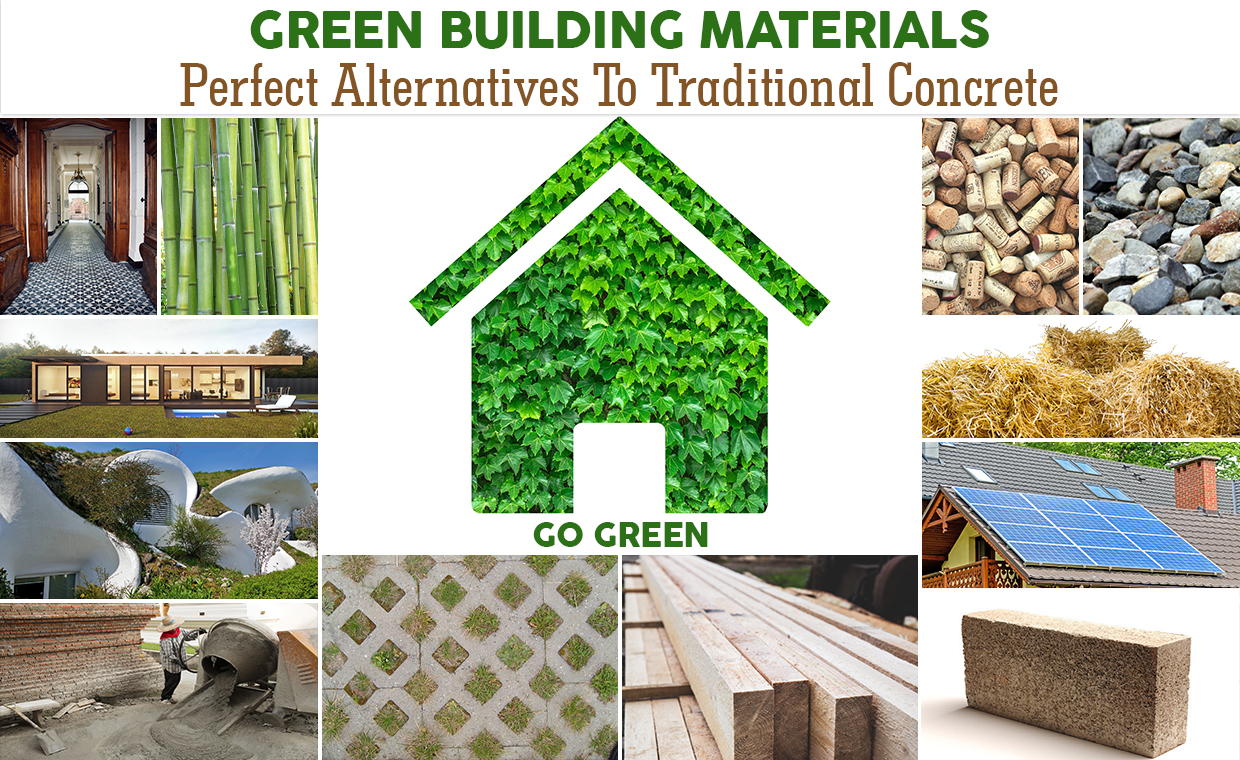 GREEN BUILDING MATERIALS
Perfect Alternatives To Traditional Concrete
GO GREEN